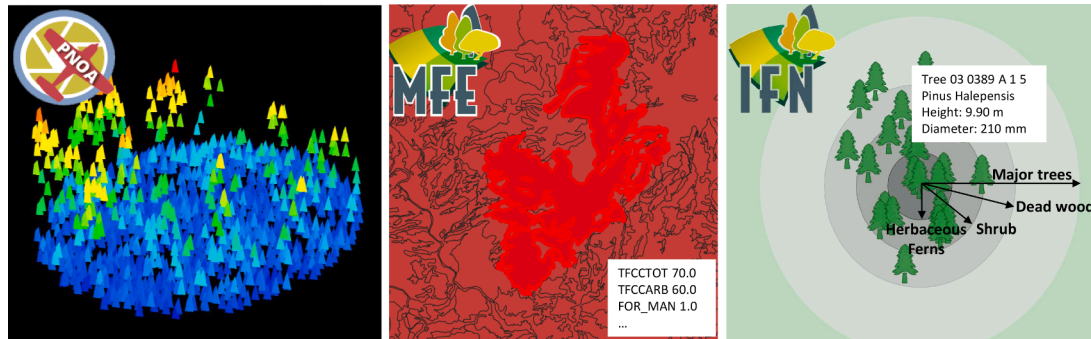 PNOA
MFE
TFCCTOT 70.0
TFCCARB 60.0
FOR_MAN 1.0
...
IFN
Tree 03 0389 A 1 5
Pinus Halepensis
Height: 9.90 m
Diameter: 210 mm
Major trees
Dead wood
Shrub
Herbaceous
Ferns